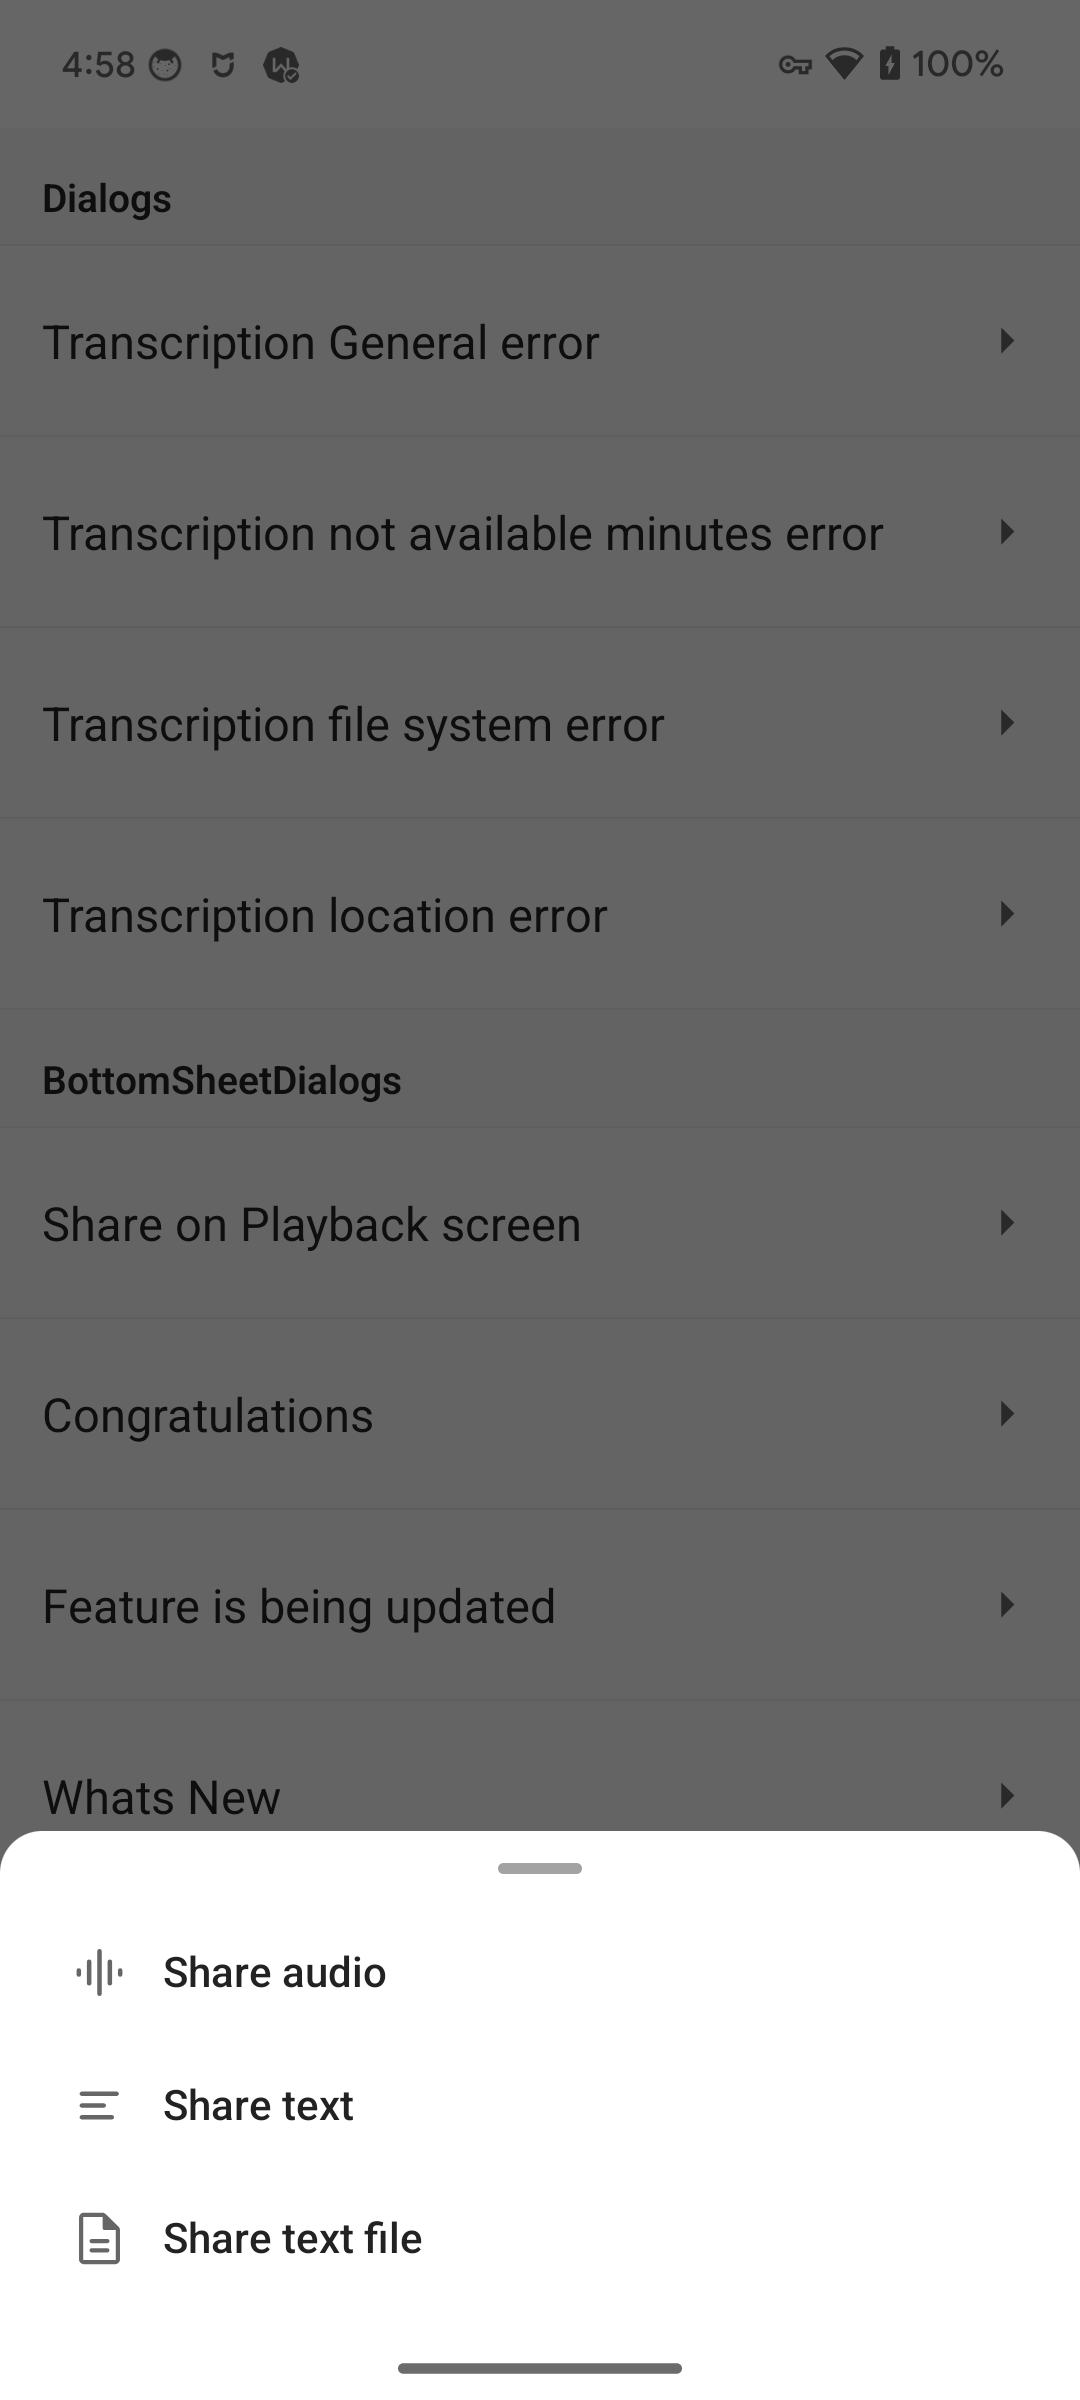 4:58 100%
Dialogs
Transcription General error
Transcription not available minutes error
Transcription file system error
Transcription location error
BottomSheetDialogs
Share on Playback screen
Congratulations
Feature is being updated
Whats New
Share audio
Share text
Share text file